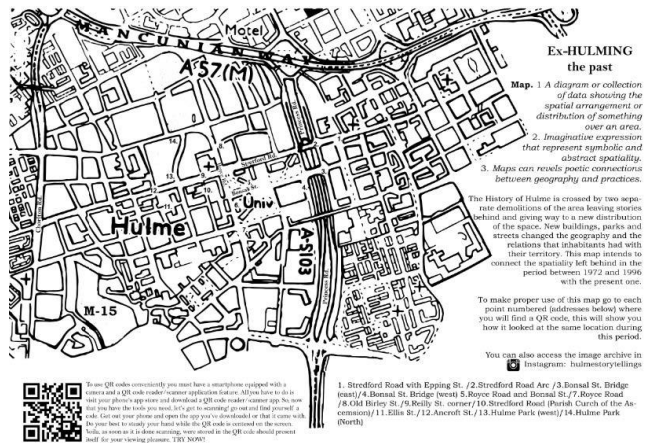 MANCUNIAN WAY
Motel
A57(M)
Hulme
Univ
A-5103
M-15
Princess Rd.
Stretford Rd.
Bonsall St.
Ex-HULMING
the past
Map. 1 A diagram or collection
of data showing the
spatial arrangement or
distribution of something
over an area.
2. Imaginative expression
that represent symbolic and
abstract spatiality.
3. Maps can revels poetic connections
between geography and practices.
The History of Hulme is crossed by two sepa-
rate demolitions of the area leaving stories
behind and giving way to a new distribution
of the space. New buildings, parks and
streets changed the geography and the
relations that inhabitants had with
their territory. This map intends to
connect the spatiality left behind in the
period between 1972 and 1996
with the present one.
To make proper use of this map go to each
point numbered (addresses below) where
you will find a QR code, this will show you
how it looked at the same location during
this period.
You can also access the image archive in
Instagram: hulmestorytellings
To use QR codes conveniently you must have a smartphone equipped with a
camera and a QR code reader/scanner application feature. All you have to do is
visit your phone's app store and download a QR code reader/scanner app. So now
that you have the tools you need, let's get to scanning! go out and find yourself a
code. Get out your phone and open the app you've downloaded or that it came with.
Do your best to steady your hand while the QR code is centered on the screen.
Voila, as soon as it is done scanning, were stored in the QR code should present
itself for your viewing pleasure. TRY NOW!
1. Stredford Road with Epping St. /2.Stredford Road Arc /3.Bonsal St. Bridge
(east)/4.Bonsal St. Bridge (west) 5.Royce Road and Bonsal St./7.Royce Road
/8.Old Birley St./9.Reilly St. corner/10.Stredford Road (Parish Curch of the As-
cension)/11.Ellis St./12.Ancroft St./13.Hulme Park (west)/14.Hulme Park
(North)